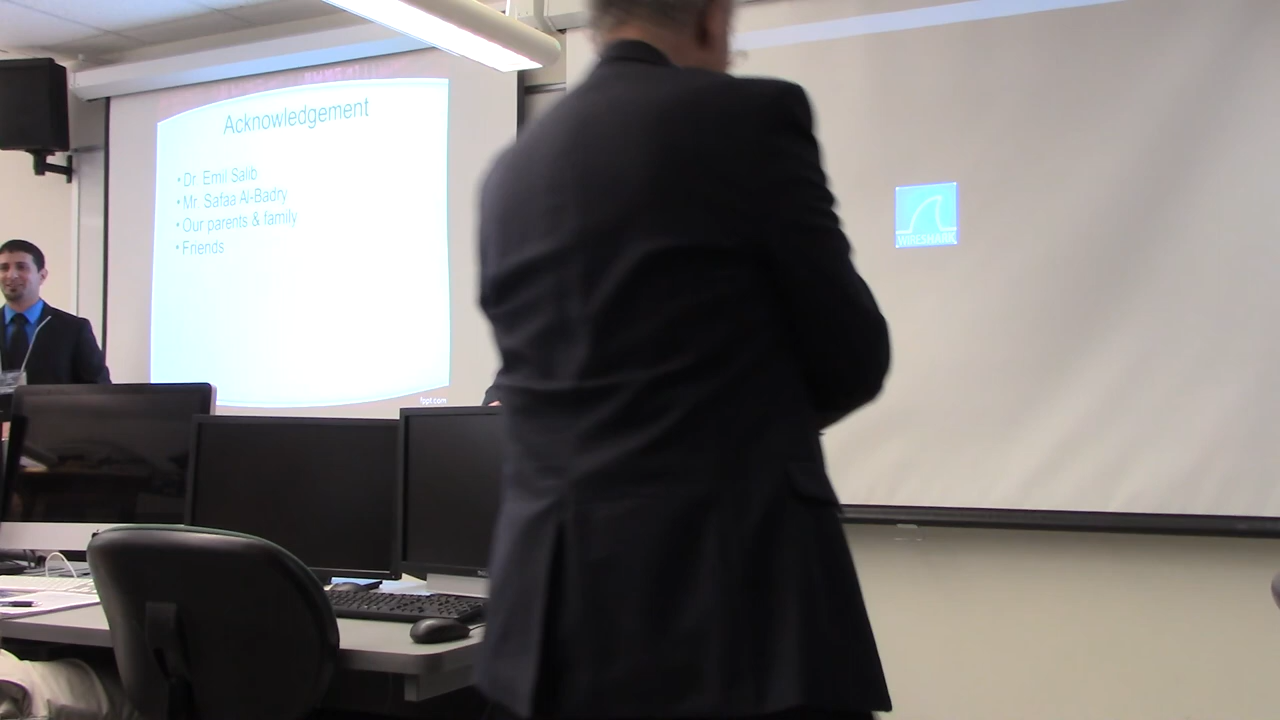 Acknowledgement
• Dr. Emil Salib
• Mr. Safaa Al-Badry
• Our parents & family
• Friends
fppt.com
WIRESHARK